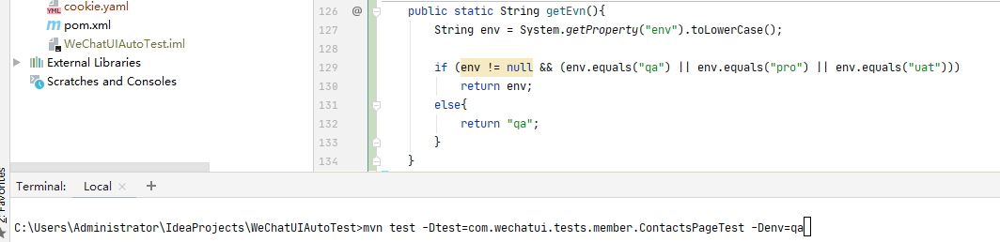 cookie.yaml
pom.xml
WeChatUIAutoTest.iml
External Libraries
Scratches and Consoles
126 @ public static String getEvn(){
127 String env = System.getProperty("env").toLowerCase();
128
129 if (env != null && (env.equals("qa") || env.equals("pro") || env.equals("uat")))
130 return env;
131 else{
132 return "qa";
133 }
134 }
Terminal: Local × +
2: Favorites
C:\Users\Administrator\IdeaProjects\WeChatUIAutoTest>mvn test -Dtest=com.wechatui.tests.member.ContactsPageTest -Denv=qa